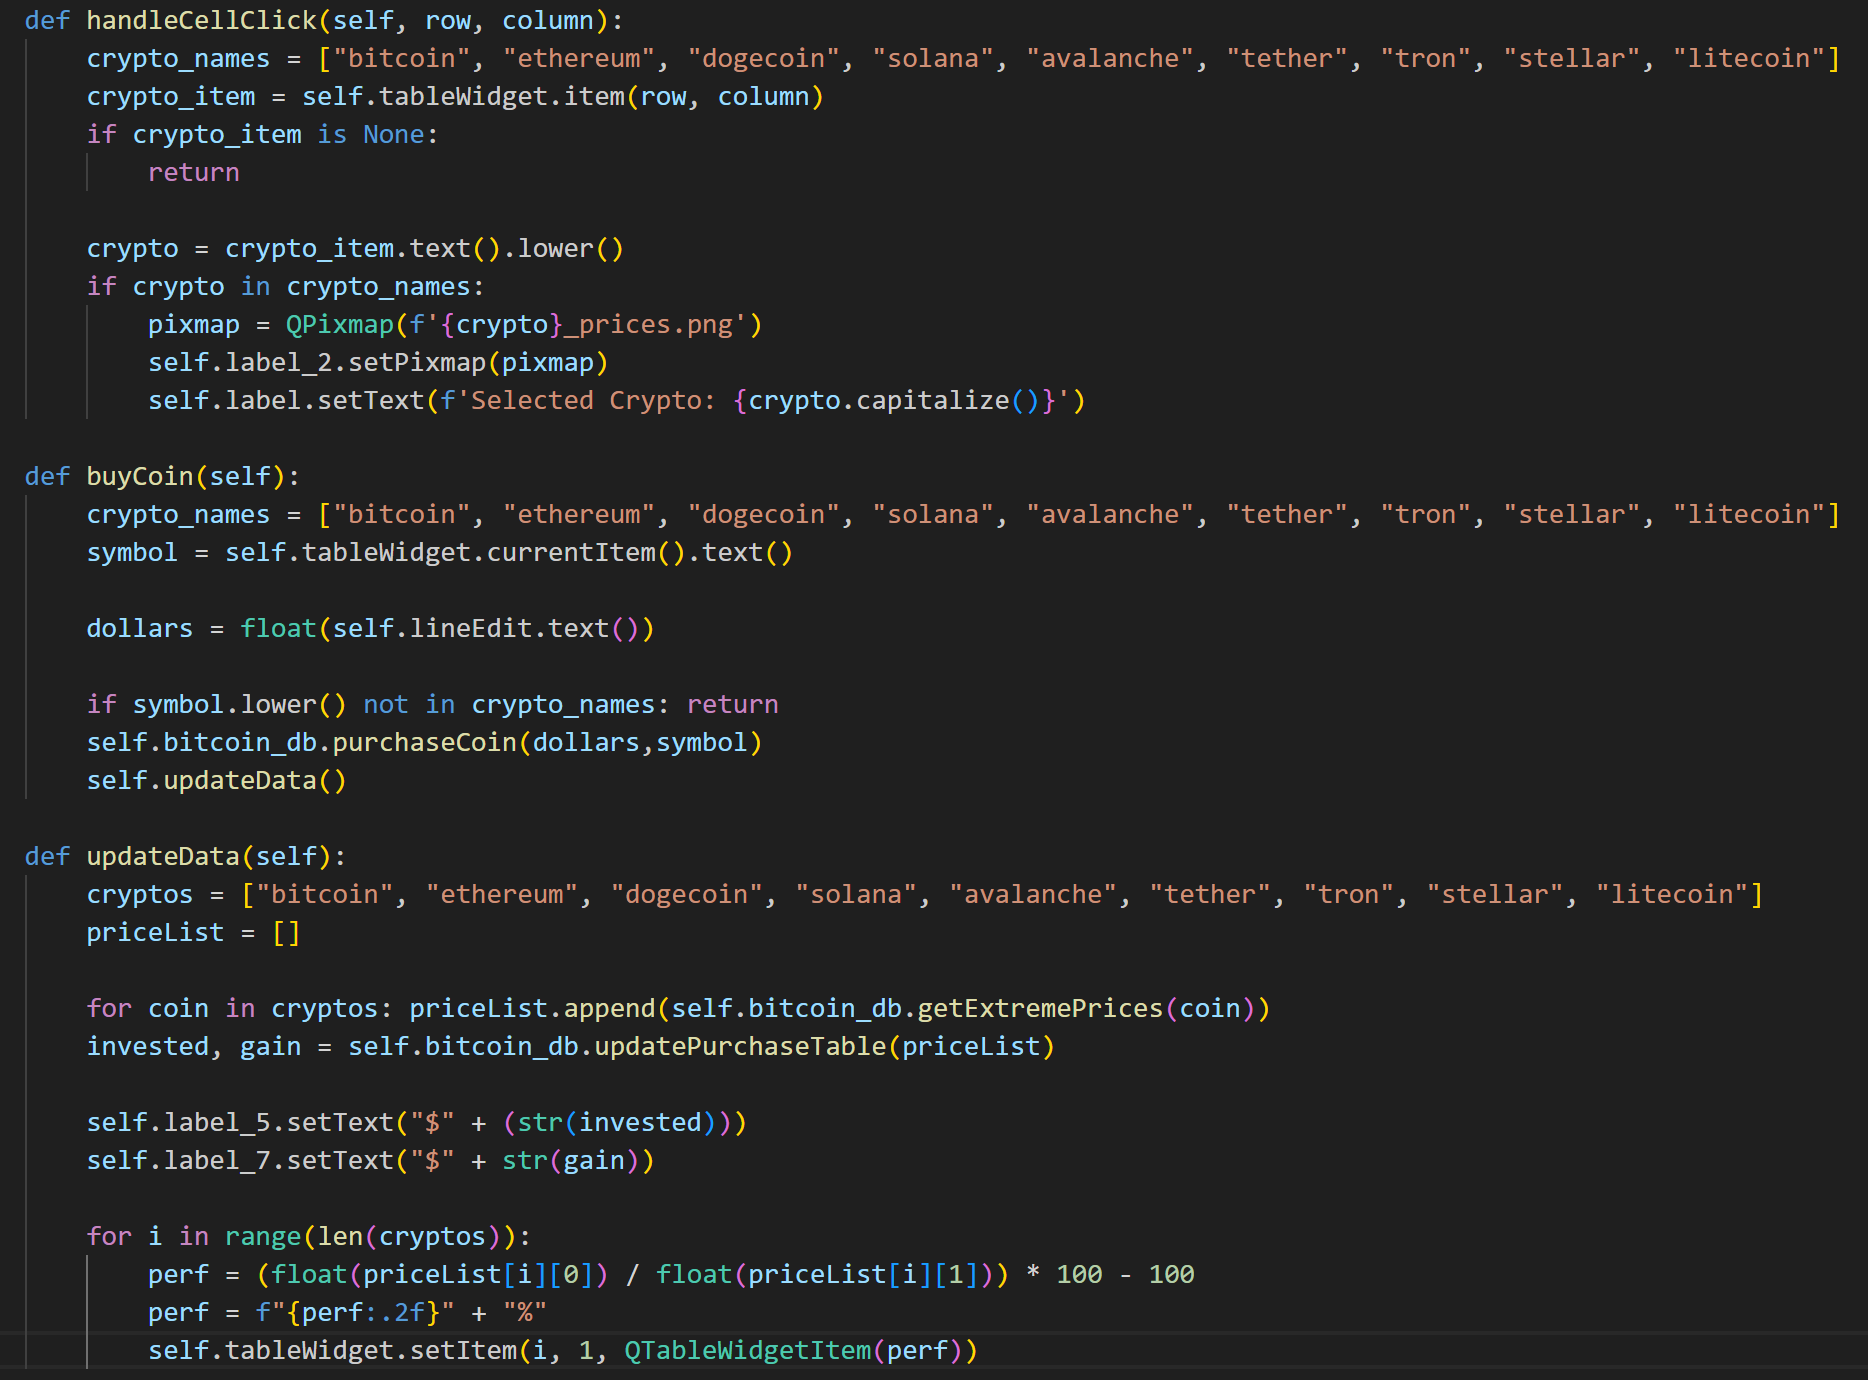 def handleCellClick(self, row, column):
    crypto_names = ["bitcoin", "ethereum", "dogecoin", "solana", "avalanche", "tether", "tron", "stellar", "litecoin"]
    crypto_item = self.tableWidget.item(row, column)
    if crypto_item is None:
        return

    crypto = crypto_item.text().lower()
    if crypto in crypto_names:
        pixmap = QPixmap(f'{crypto}_prices.png')
        self.label_2.setPixmap(pixmap)
        self.label.setText(f'Selected Crypto: {crypto.capitalize()}')

def buyCoin(self):
    crypto_names = ["bitcoin", "ethereum", "dogecoin", "solana", "avalanche", "tether", "tron", "stellar", "litecoin"]
    symbol = self.tableWidget.currentItem().text()

    dollars = float(self.lineEdit.text())

    if symbol.lower() not in crypto_names: return
    self.bitcoin_db.purchaseCoin(dollars,symbol)
    self.updateData()

def updateData(self):
    cryptos = ["bitcoin", "ethereum", "dogecoin", "solana", "avalanche", "tether", "tron", "stellar", "litecoin"]
    priceList = []

    for coin in cryptos: priceList.append(self.bitcoin_db.getExtremePrices(coin))
    invested, gain = self.bitcoin_db.updatePurchaseTable(priceList)

    self.label_5.setText("$" + (str(invested)))
    self.label_7.setText("$" + str(gain))

    for i in range(len(cryptos)):
        perf = (float(priceList[i][0]) / float(priceList[i][1])) * 100 - 100
        perf = f"{perf:.2f}" + "%"
        self.tableWidget.setItem(i, 1, QTableWidgetItem(perf))